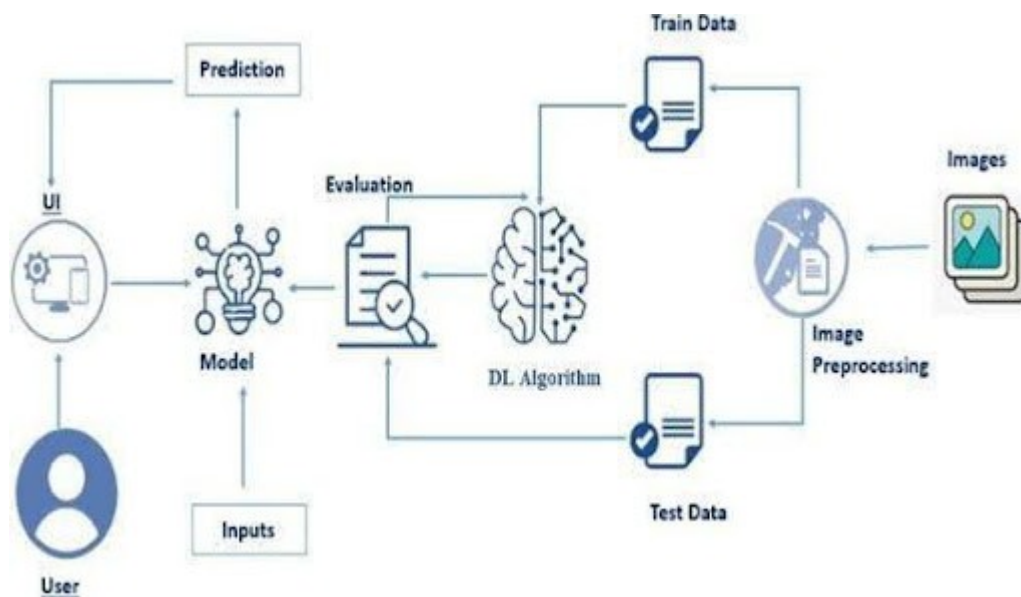 Train Data
Prediction
Images
Evaluation
UI
Image
Preprocessing
Model
DL Algorithm
Test Data
Inputs
User